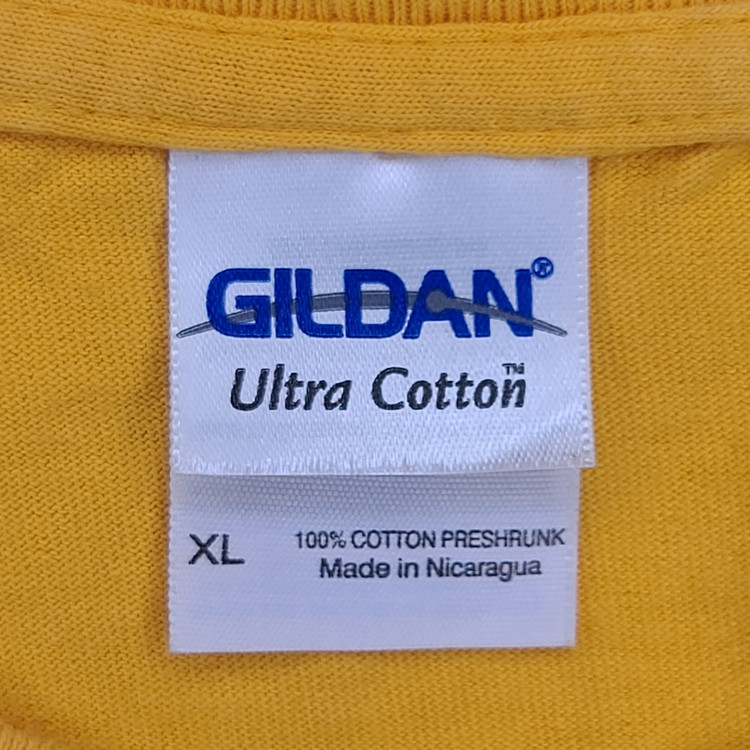 GILDAN®
Ultra Cotton™
XL
100% COTTON PRESHRUNK
Made in Nicaragua